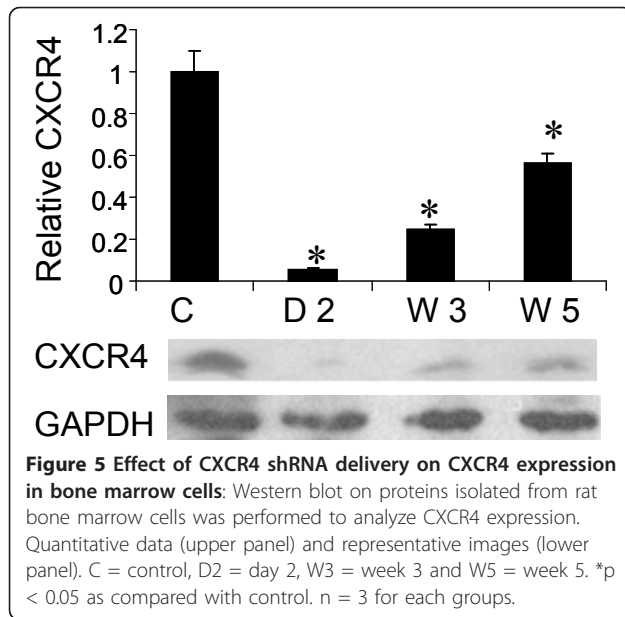 Relative CXCR4
1.2
1
0.8
0.6
0.4
0.2
0
*
*
*
C D 2 W 3 W 5
CXCR4
GAPDH
Figure 5 Effect of CXCR4 shRNA delivery on CXCR4 expression
in bone marrow cells: Western blot on proteins isolated from rat
bone marrow cells was performed to analyze CXCR4 expression.
Quantitative data (upper panel) and representative images (lower
panel). C = control, D2 = day 2, W3 = week 3 and W5 = week 5. *p
< 0.05 as compared with control. n = 3 for each groups.